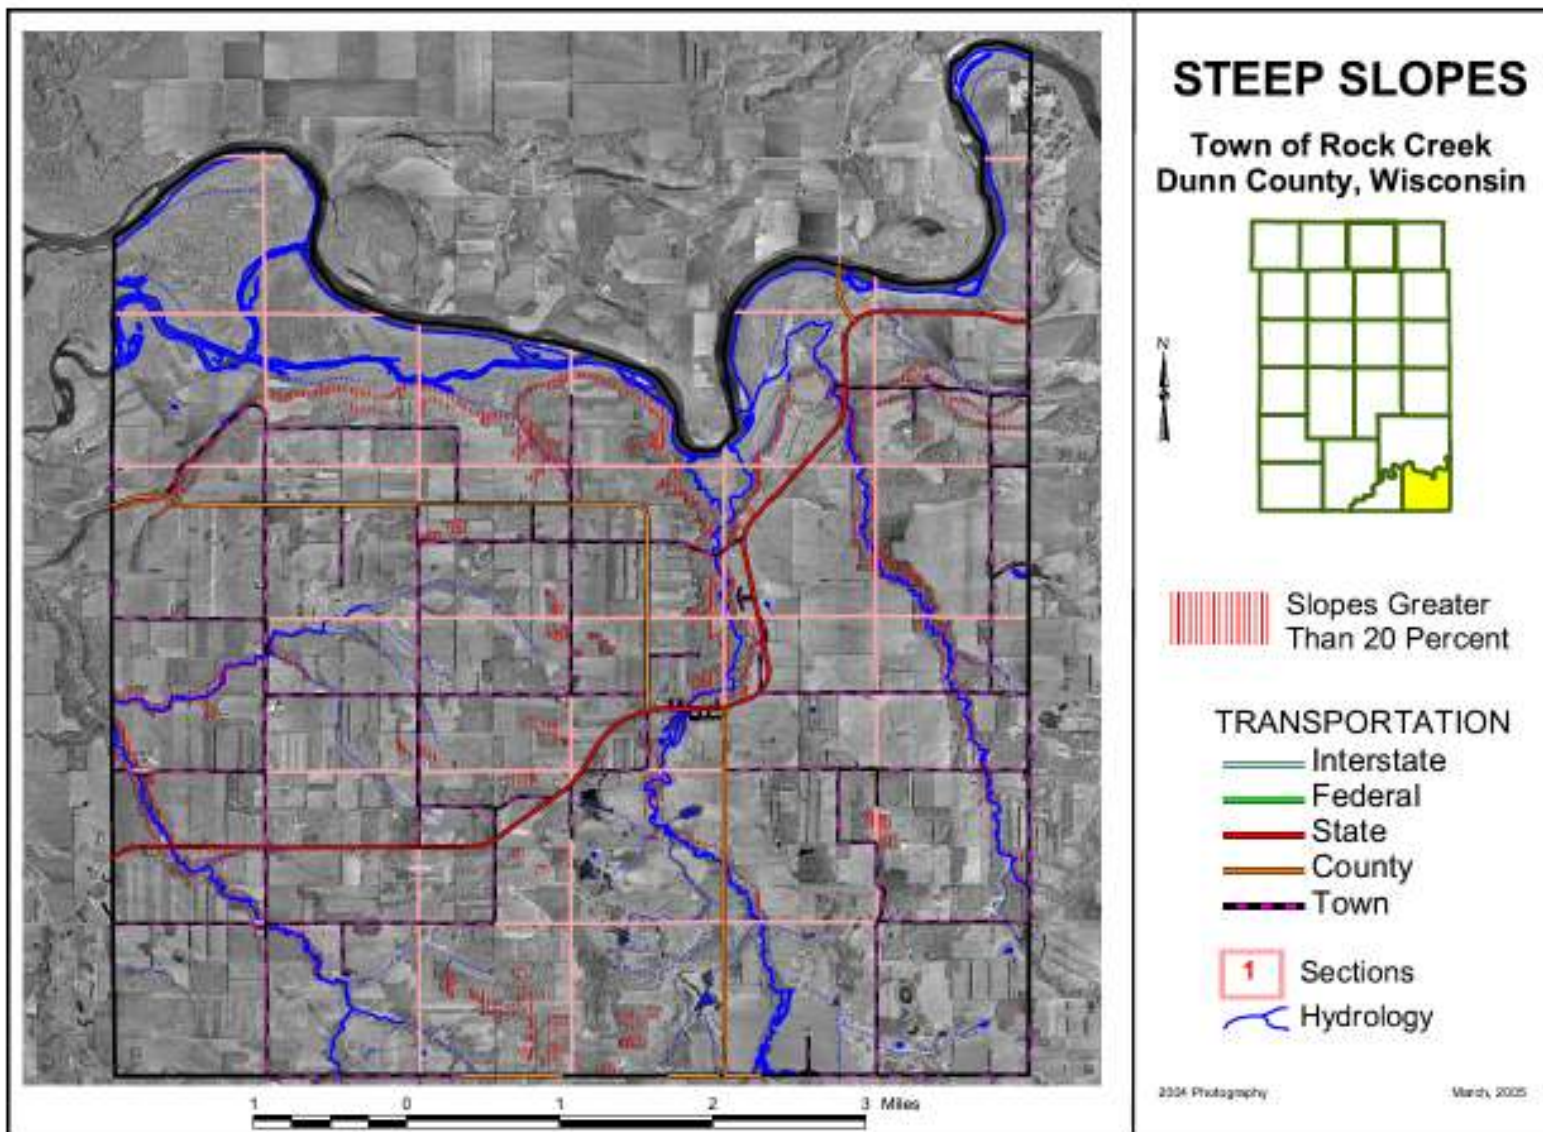 STEEP SLOPES
Town of Rock Creek
Dunn County, Wisconsin
N
Slopes Greater
Than 20 Percent
TRANSPORTATION
Interstate
Federal
State
County
Town
1 Sections
Hydrology
2004 Photography March, 2005
1 0 1 2 3 Miles